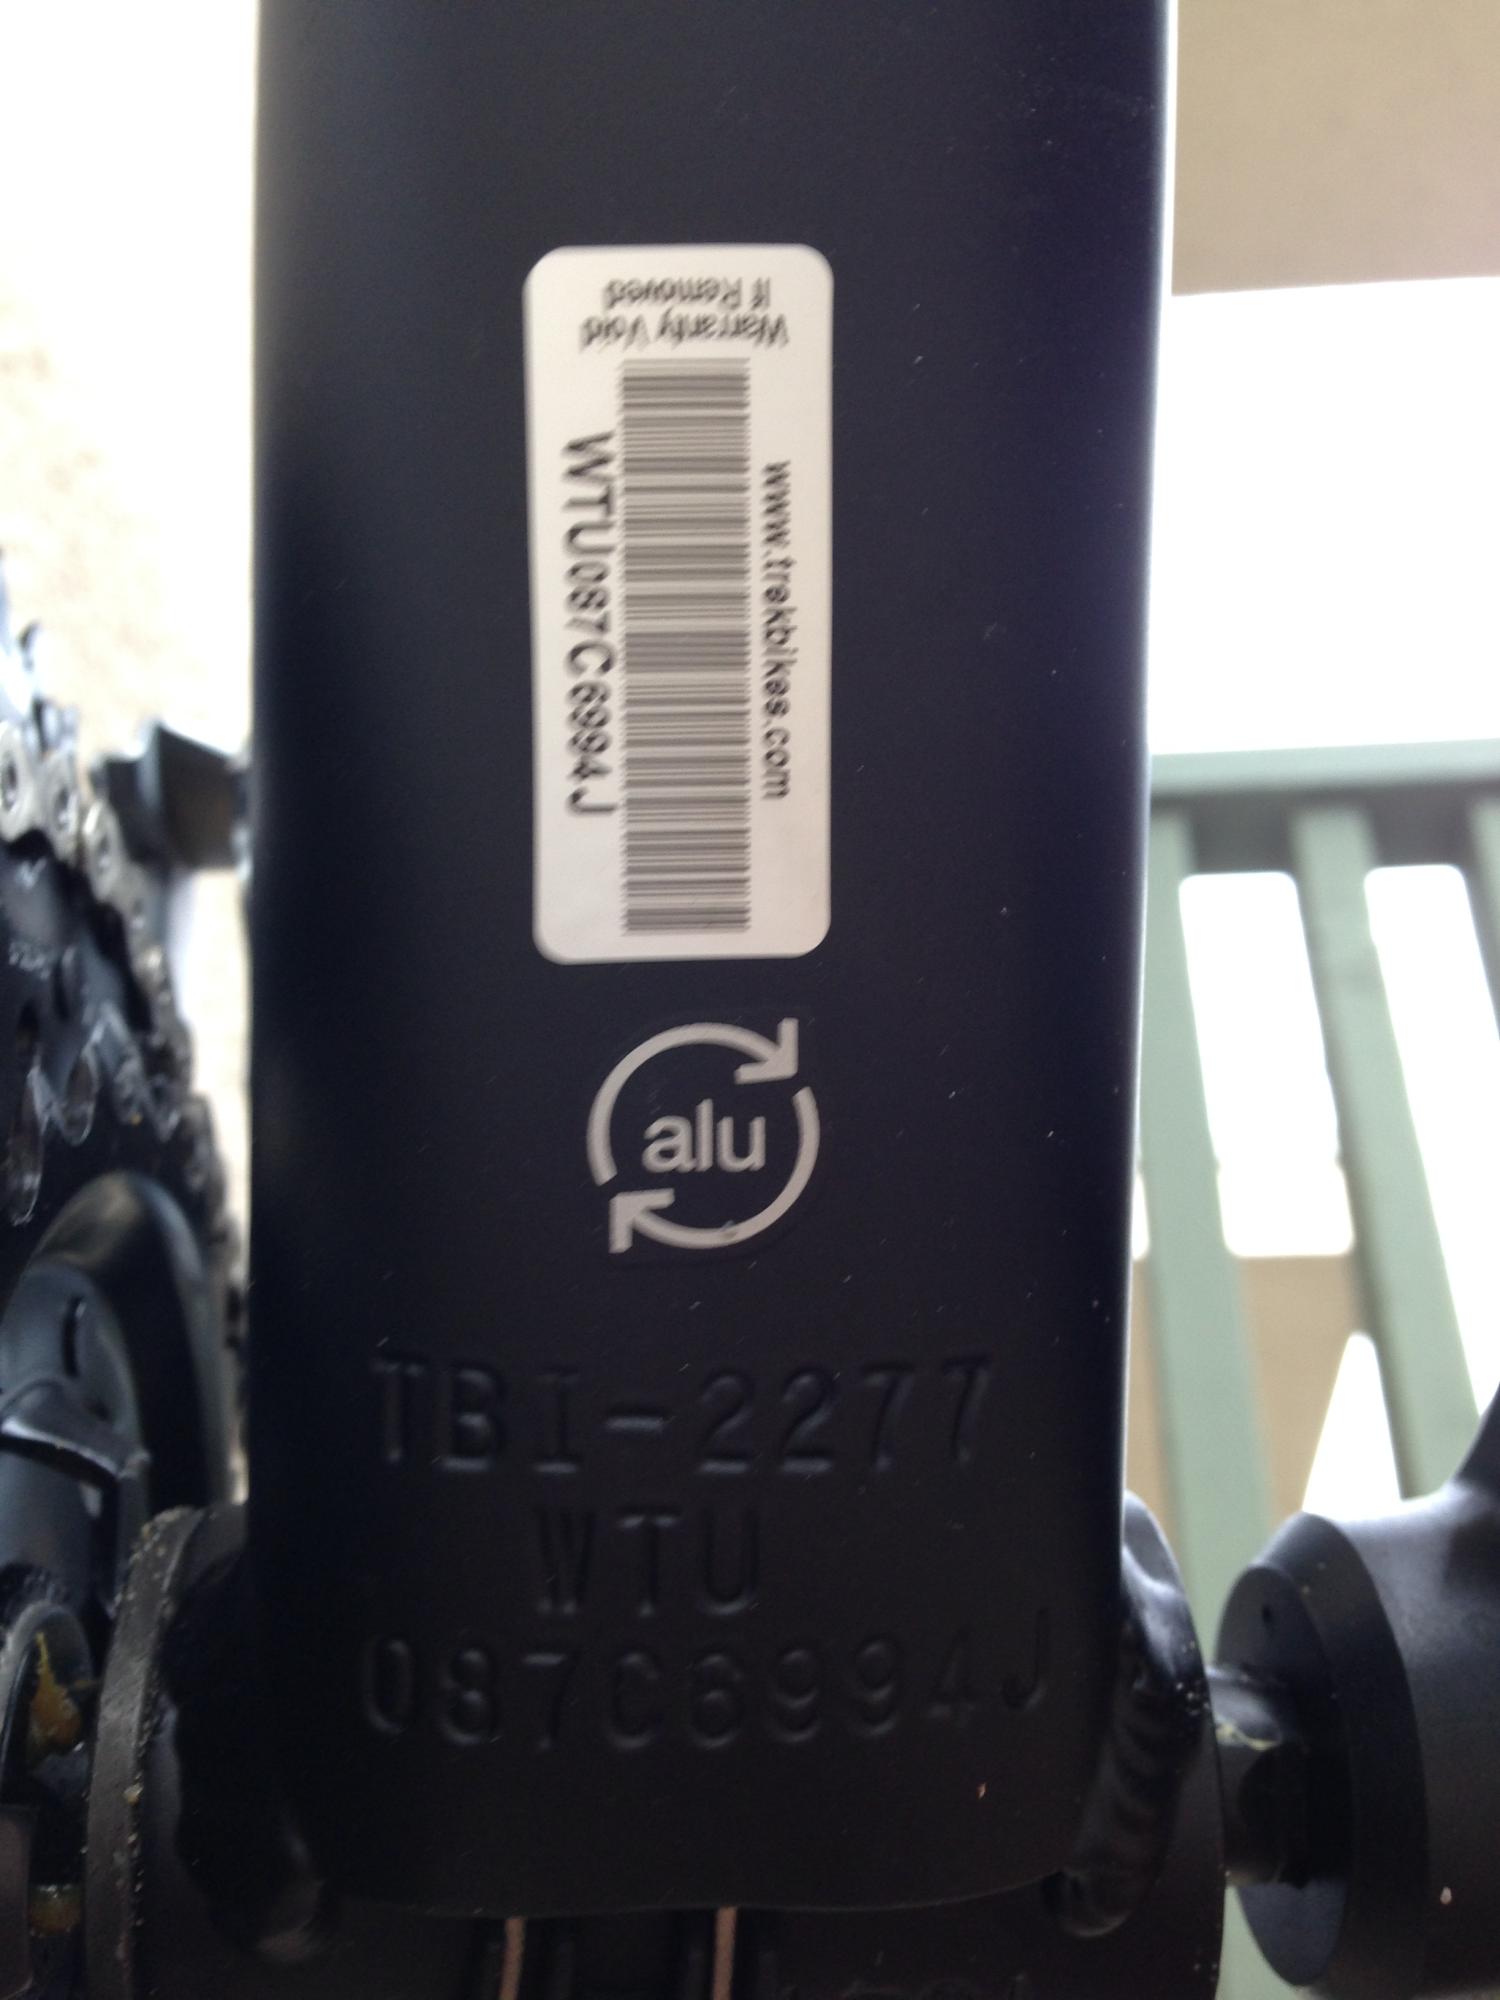 Warranty Void
If Removed
www.trekbikes.com
WTU087C6994J
alu
TBI-2277
WTU
087C6994J